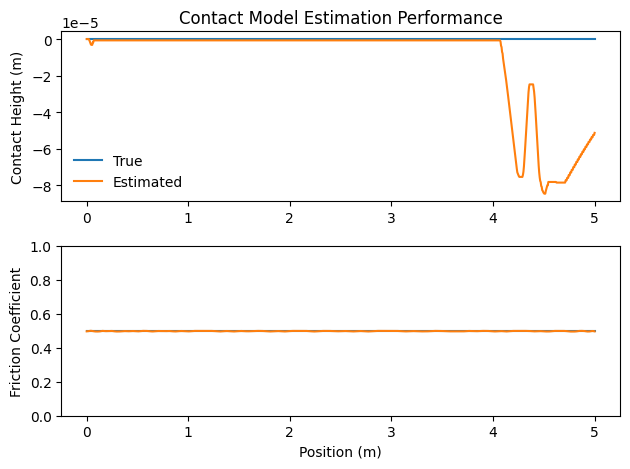 Contact Model Estimation Performance
1e−5
Contact Height (m)
0
−2
−4
−6
−8
True
Estimated
0 1 2 3 4 5
Friction Coefficient
1.0
0.8
0.6
0.4
0.2
0.0
0 1 2 3 4 5
Position (m)